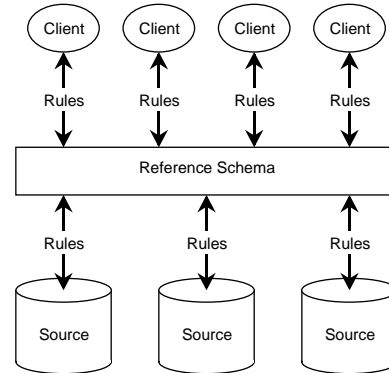 Client Client Client Client
Rules Rules Rules Rules
Reference Schema
Rules Rules Rules
Source Source Source